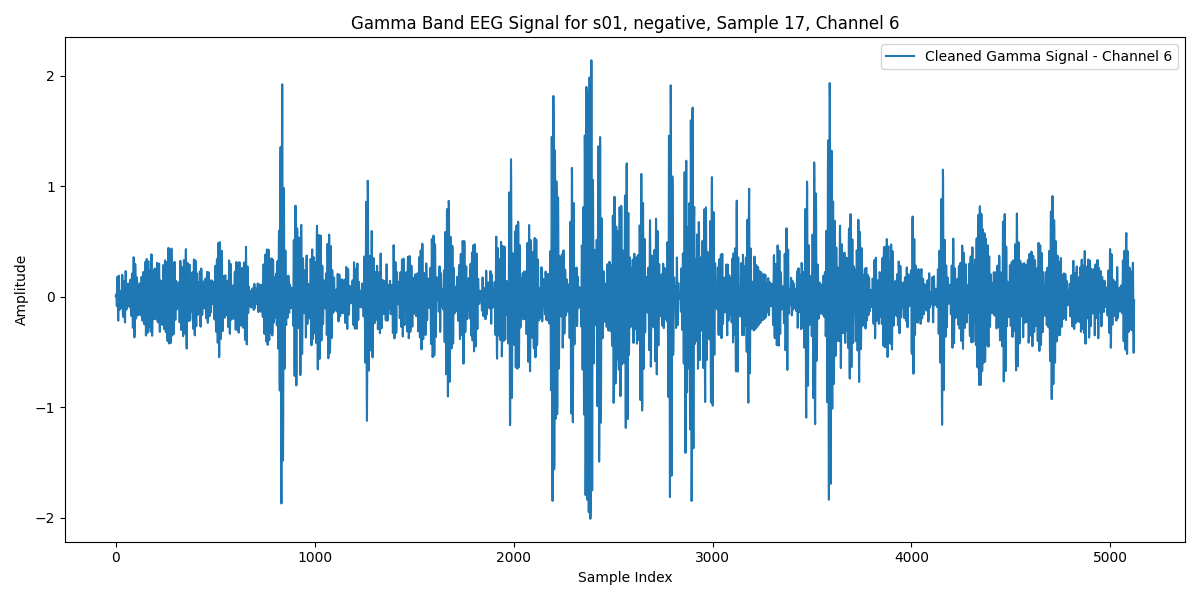 Gamma Band EEG Signal for s01, negative, Sample 17, Channel 6
Cleaned Gamma Signal - Channel 6
Amplitude
2
1
0
−1
−2
0 1000 2000 3000 4000 5000
Sample Index